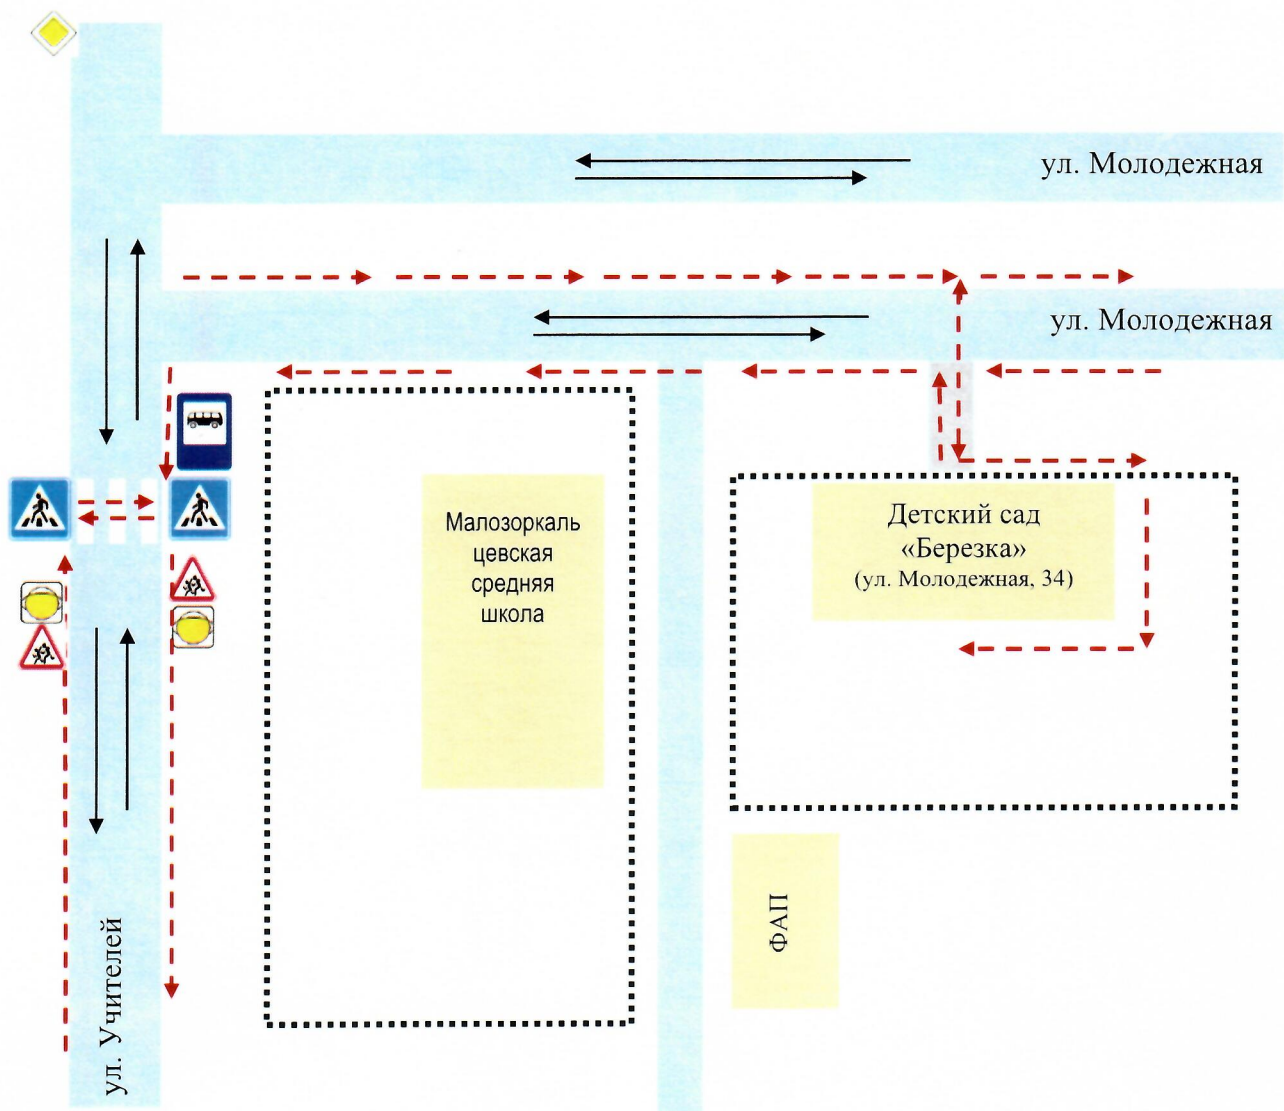 ул. Молодежная
ул. Молодежная
Малозоркаль
цевская
средняя
школа
Детский сад
«Березка»
(ул. Молодежная, 34)
ФАП
ул. Учителей